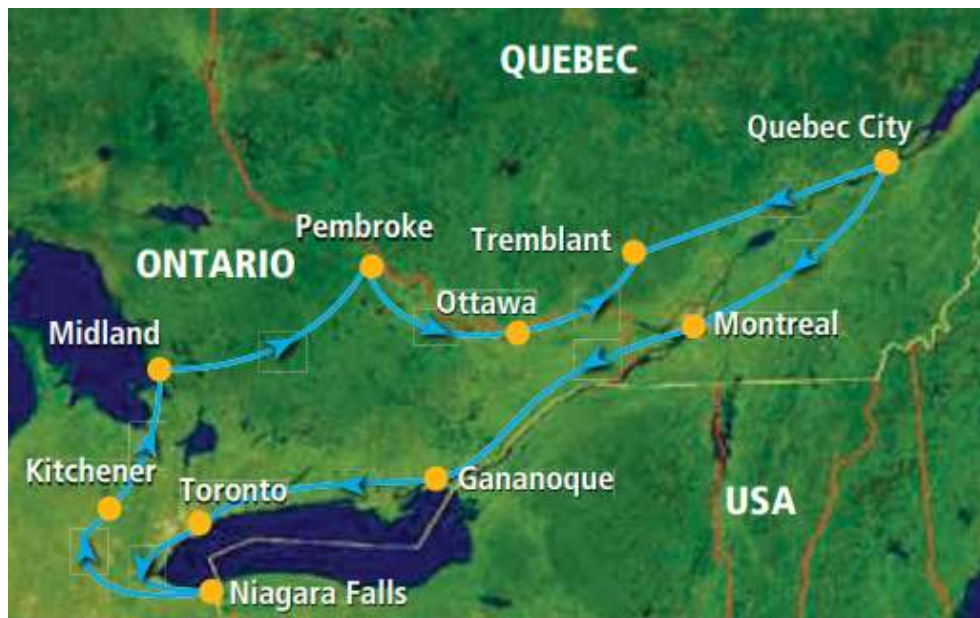 QUEBEC
Quebec City
Pembroke
Tremblant
ONTARIO
Ottawa
Midland
Montreal
Kitchener
Toronto
Gananoque
USA
Niagara Falls